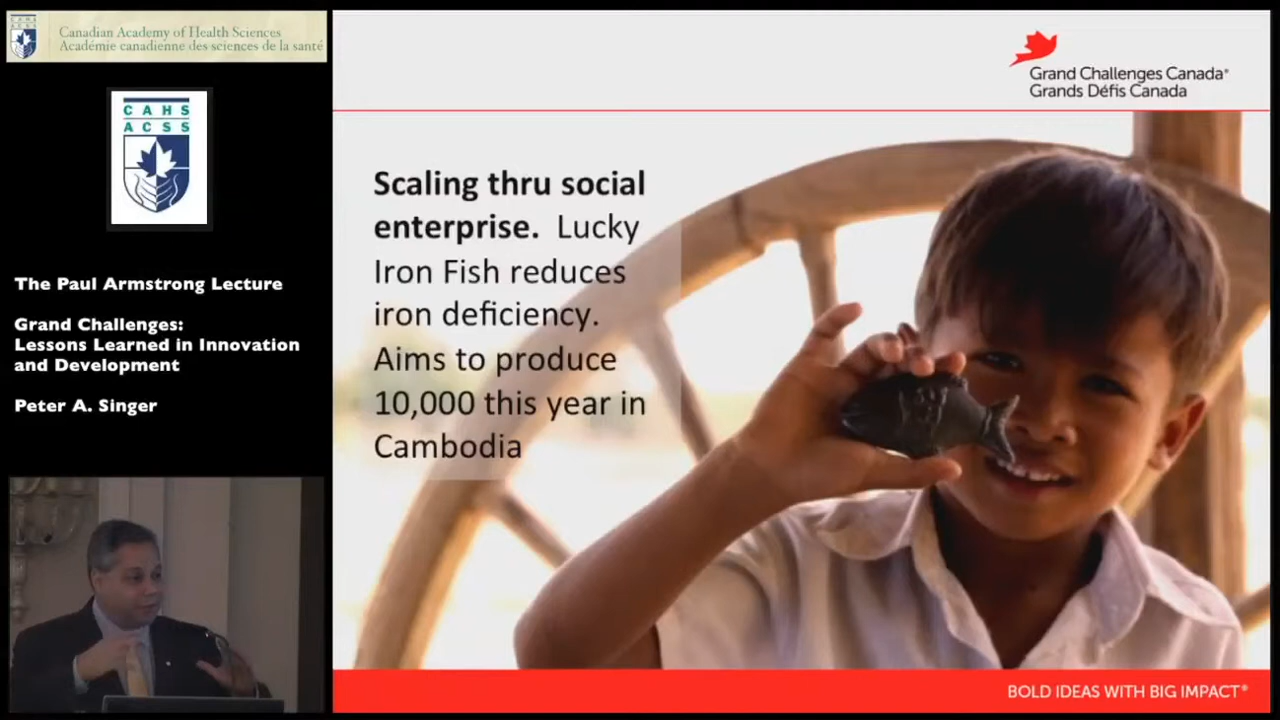 Canadian Academy of Health Sciences
Académie canadienne des sciences de la santé
CAHS
ACSS
The Paul Armstrong Lecture
Grand Challenges:
Lessons Learned in Innovation
and Development
Peter A. Singer
Grand Challenges Canada®
Grands Défis Canada
Scaling thru social
enterprise. Lucky
Iron Fish reduces
iron deficiency.
Aims to produce
10,000 this year in
Cambodia
BOLD IDEAS WITH BIG IMPACT®